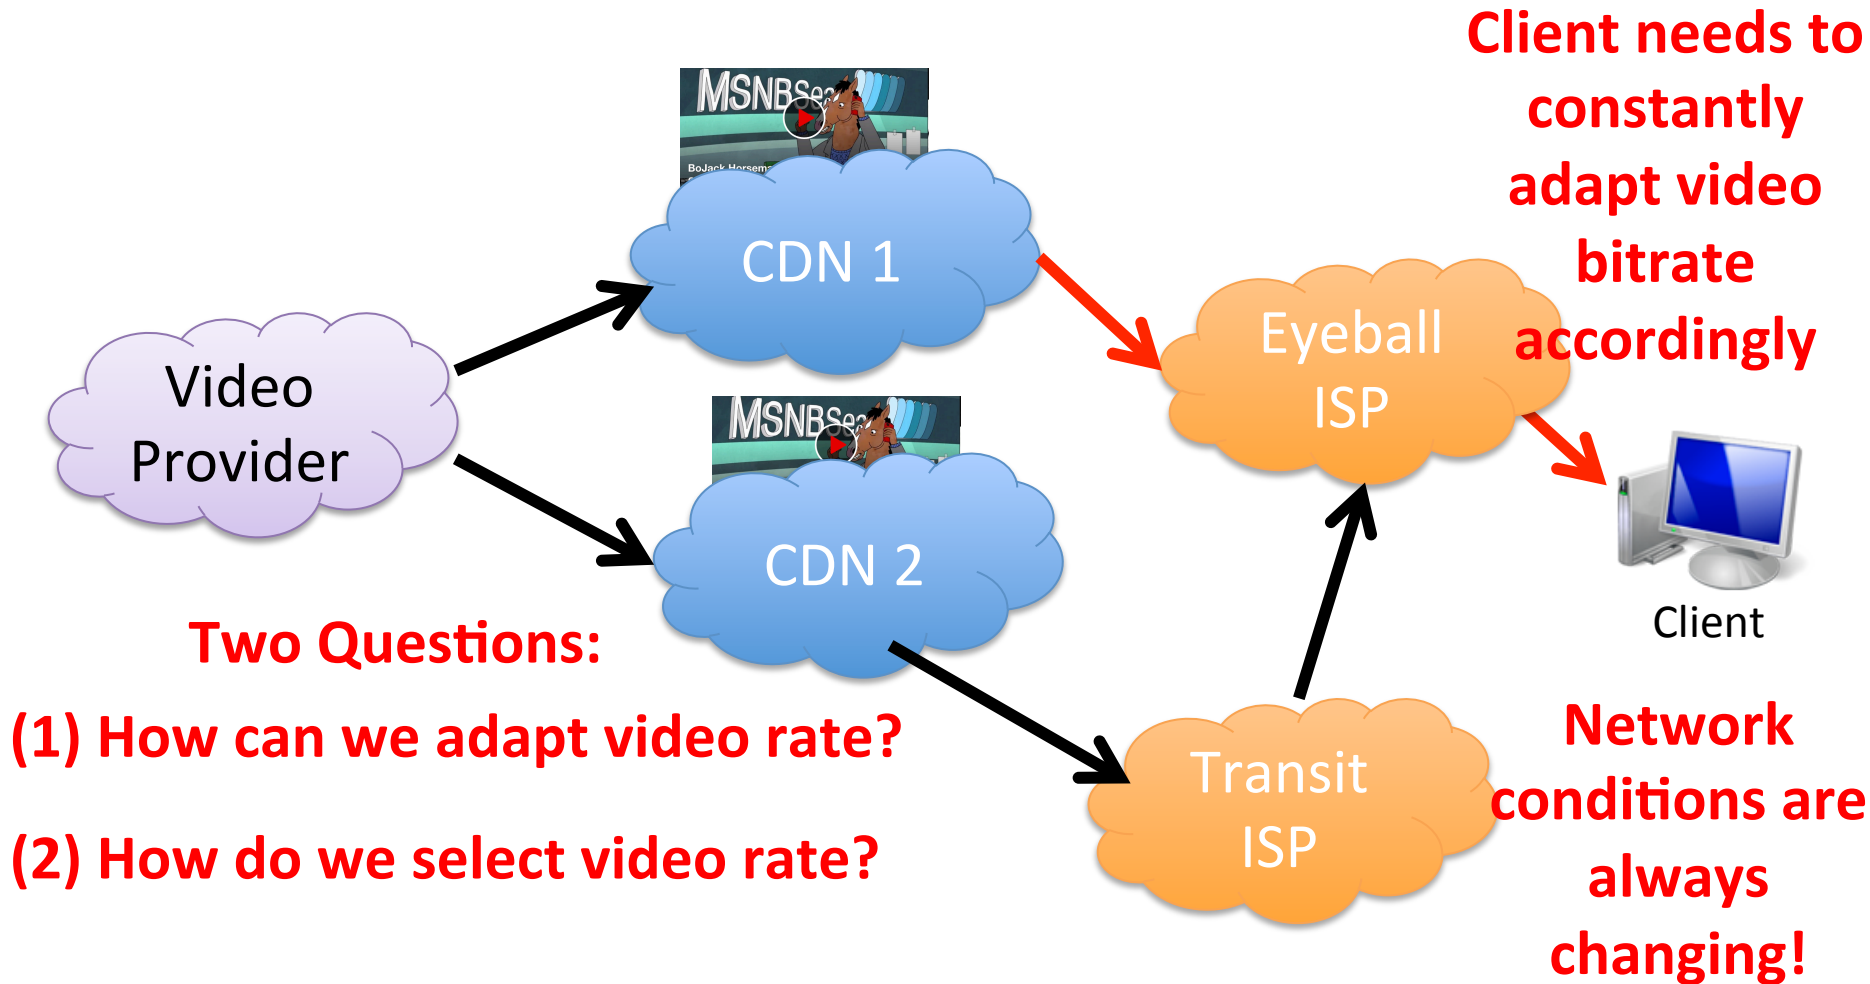 Client needs to
constantly
adapt video
bitrate
accordingly
MSNBSea
BoJack Horsema
CDN 1
Eyeball
ISP
Video
Provider
MSNBSea
CDN 2
Client
Two Questions:
(1) How can we adapt video rate?
(2) How do we select video rate?
Transit
ISP
Network
conditions are
always
changing!